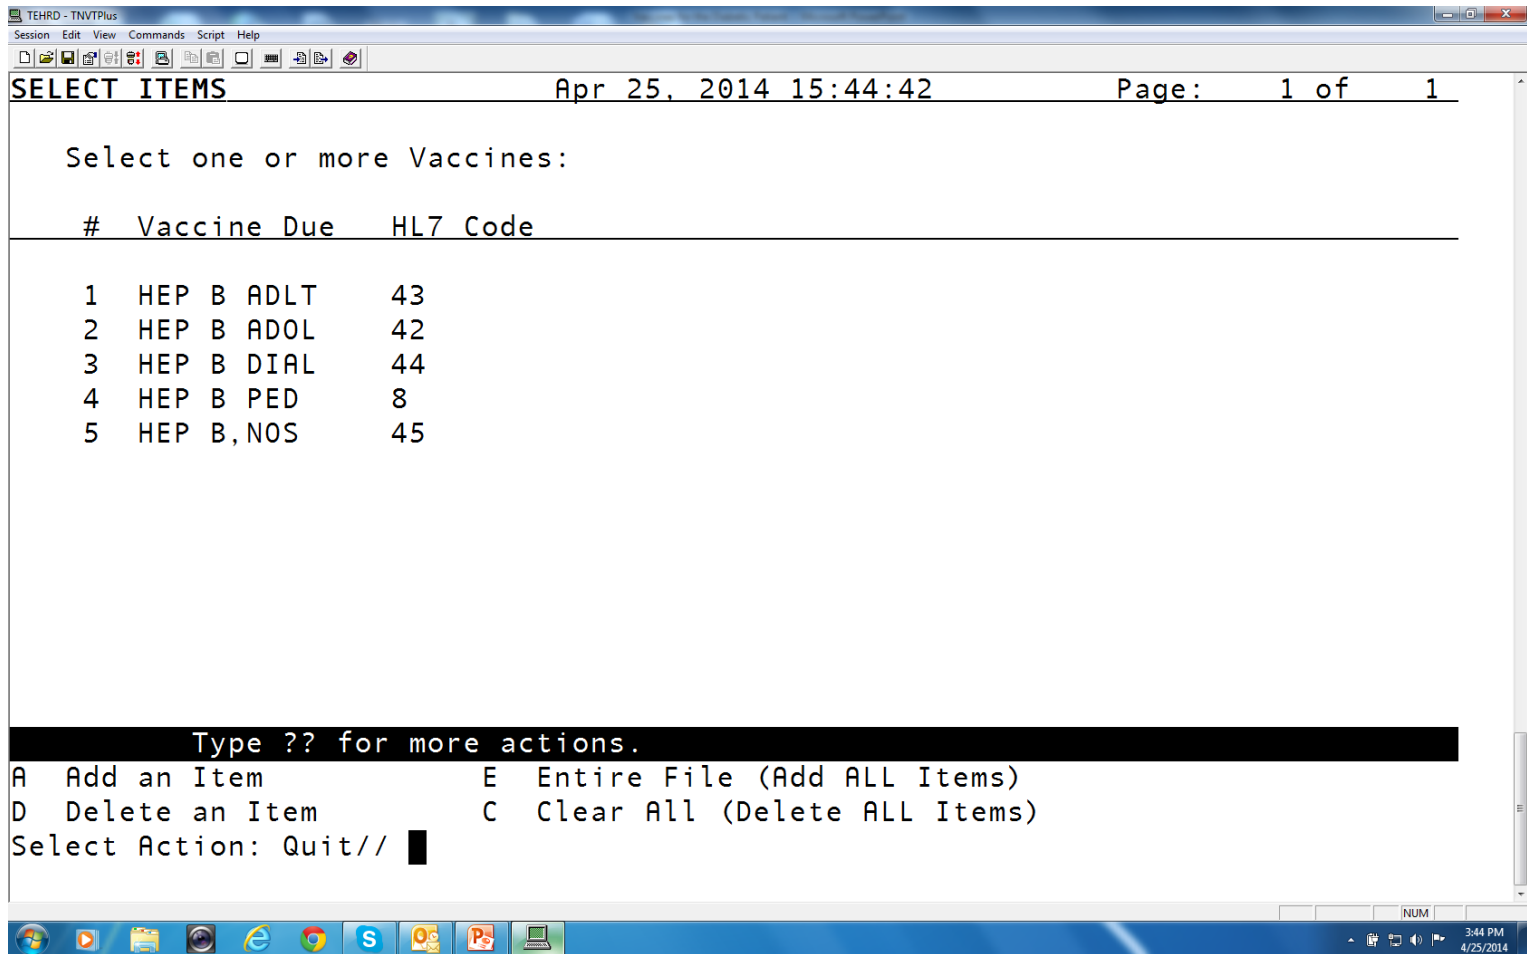 TEHRD - TNVTPlus
Session Edit View Commands Script Help
SELECT ITEMS Apr 25, 2014 15:44:42 Page: 1 of 1
Select one or more Vaccines:
# Vaccine Due HL7 Code
1 HEP B ADLT 43
2 HEP B ADOL 42
3 HEP B DIAL 44
4 HEP B PED 8
5 HEP B,NOS 45
Type ?? for more actions.
A Add an Item E Entire File (Add ALL Items)
D Delete an Item C Clear All (Delete ALL Items)
Select Action: Quit//
NUM
3:44 PM
4/25/2014